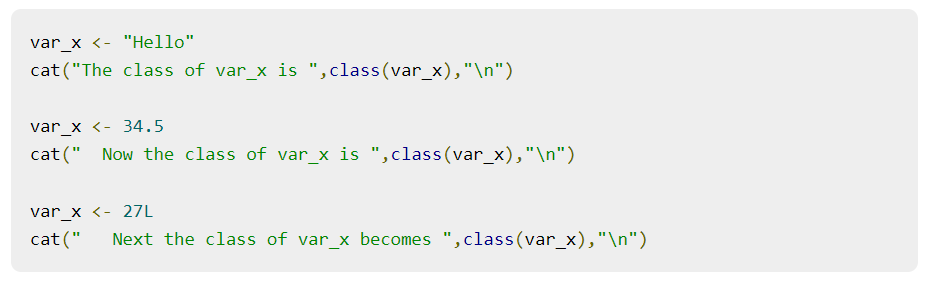 var_x <- "Hello"
cat("The class of var_x is ",class(var_x),"\n")
var_x <- 34.5
cat("  Now the class of var_x is ",class(var_x),"\n")
var_x <- 27L
cat("   Next the class of var_x becomes ",class(var_x),"\n")